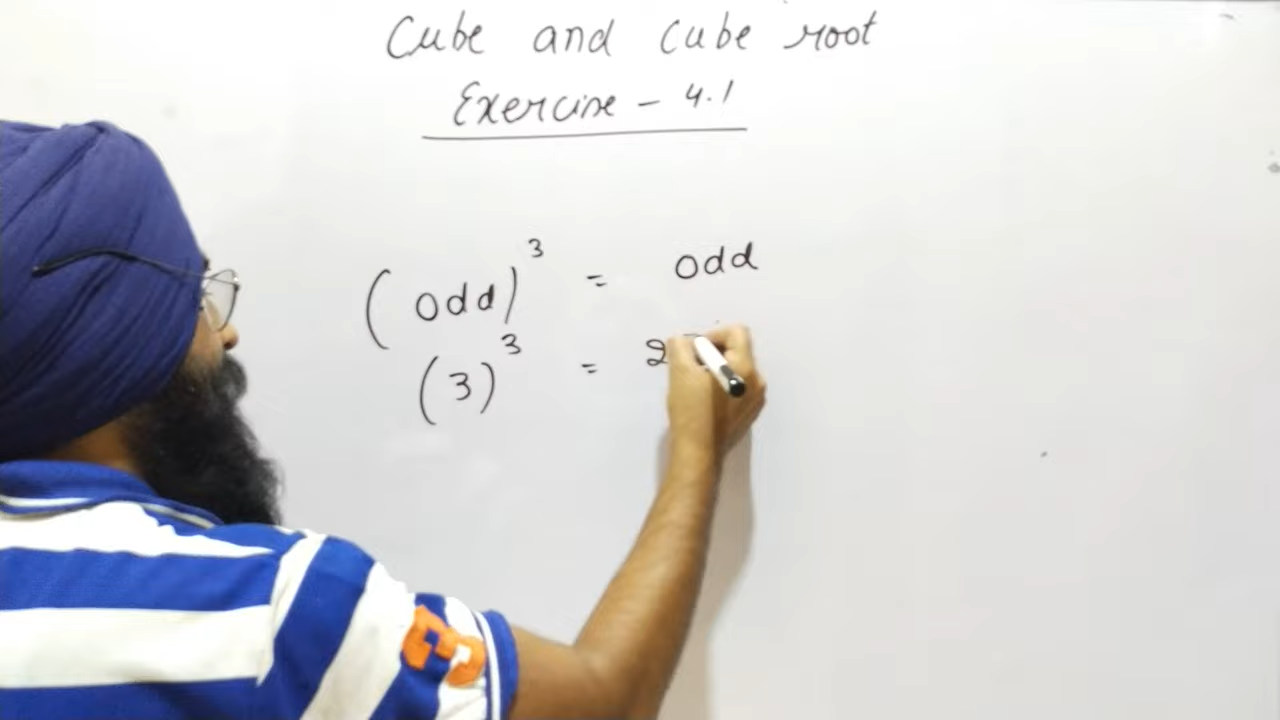 Cube and cube root
Exercise - 4.1
(odd)³ = odd
(3)³ = 2